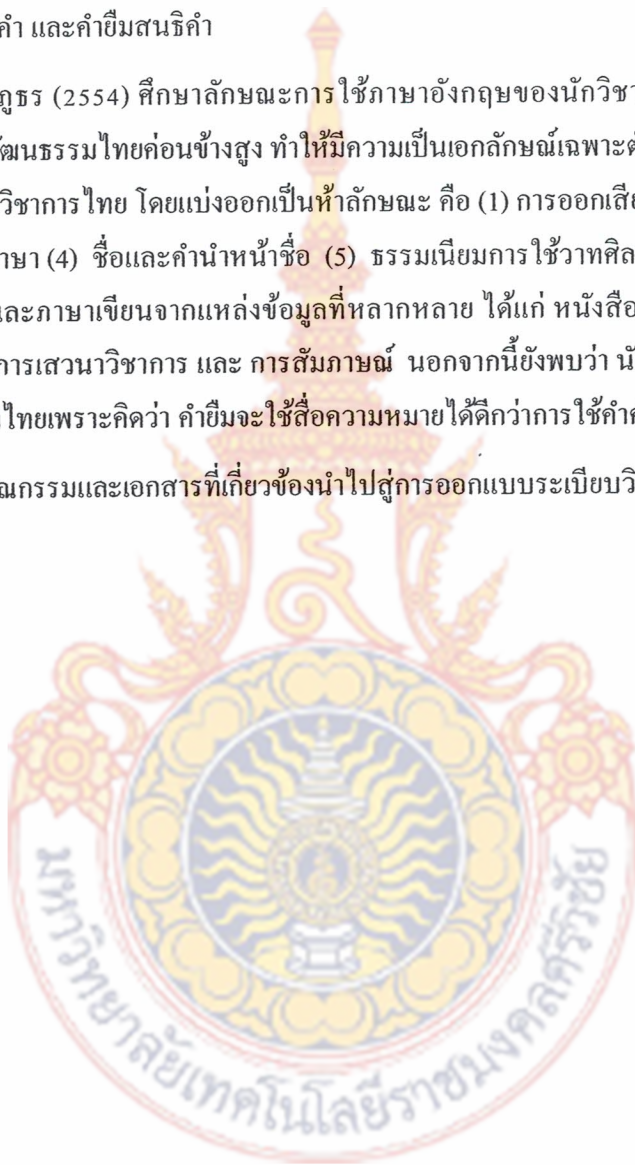 คำ และคำยืมสนธิคำ
ภูธร (2554) ศึกษาลักษณะการใช้ภาษาอังกฤษของนักวิชา
วัฒนธรรมไทยค่อนข้างสูง ทำให้มีความเป็นเอกลักษณ์เฉพาะตั
วิชาการไทย โดยแบ่งออกเป็นห้าลักษณะ คือ (1) การออกเสีย
าษา (4) ชื่อและคำนำหน้าชื่อ (5) ธรรมเนียมการใช้วาทศิล
และภาษาเขียนจากแหล่งข้อมูลที่หลากหลาย ได้แก่ หนังสือ
การเสวนาวิชาการ และ การสัมภาษณ์ นอกจากนี้ยังพบว่า นั
ไทยเพราะคิดว่า คำยืมจะใช้สื่อความหมายได้ดีกว่าการใช้คำ
ณกรรมและเอกสารที่เกี่ยวข้องนำไปสู่การออกแบบระเบียบวิ
มหาวิทยาลัยเทคโนโลยีราชมงคลศรีวิชัย